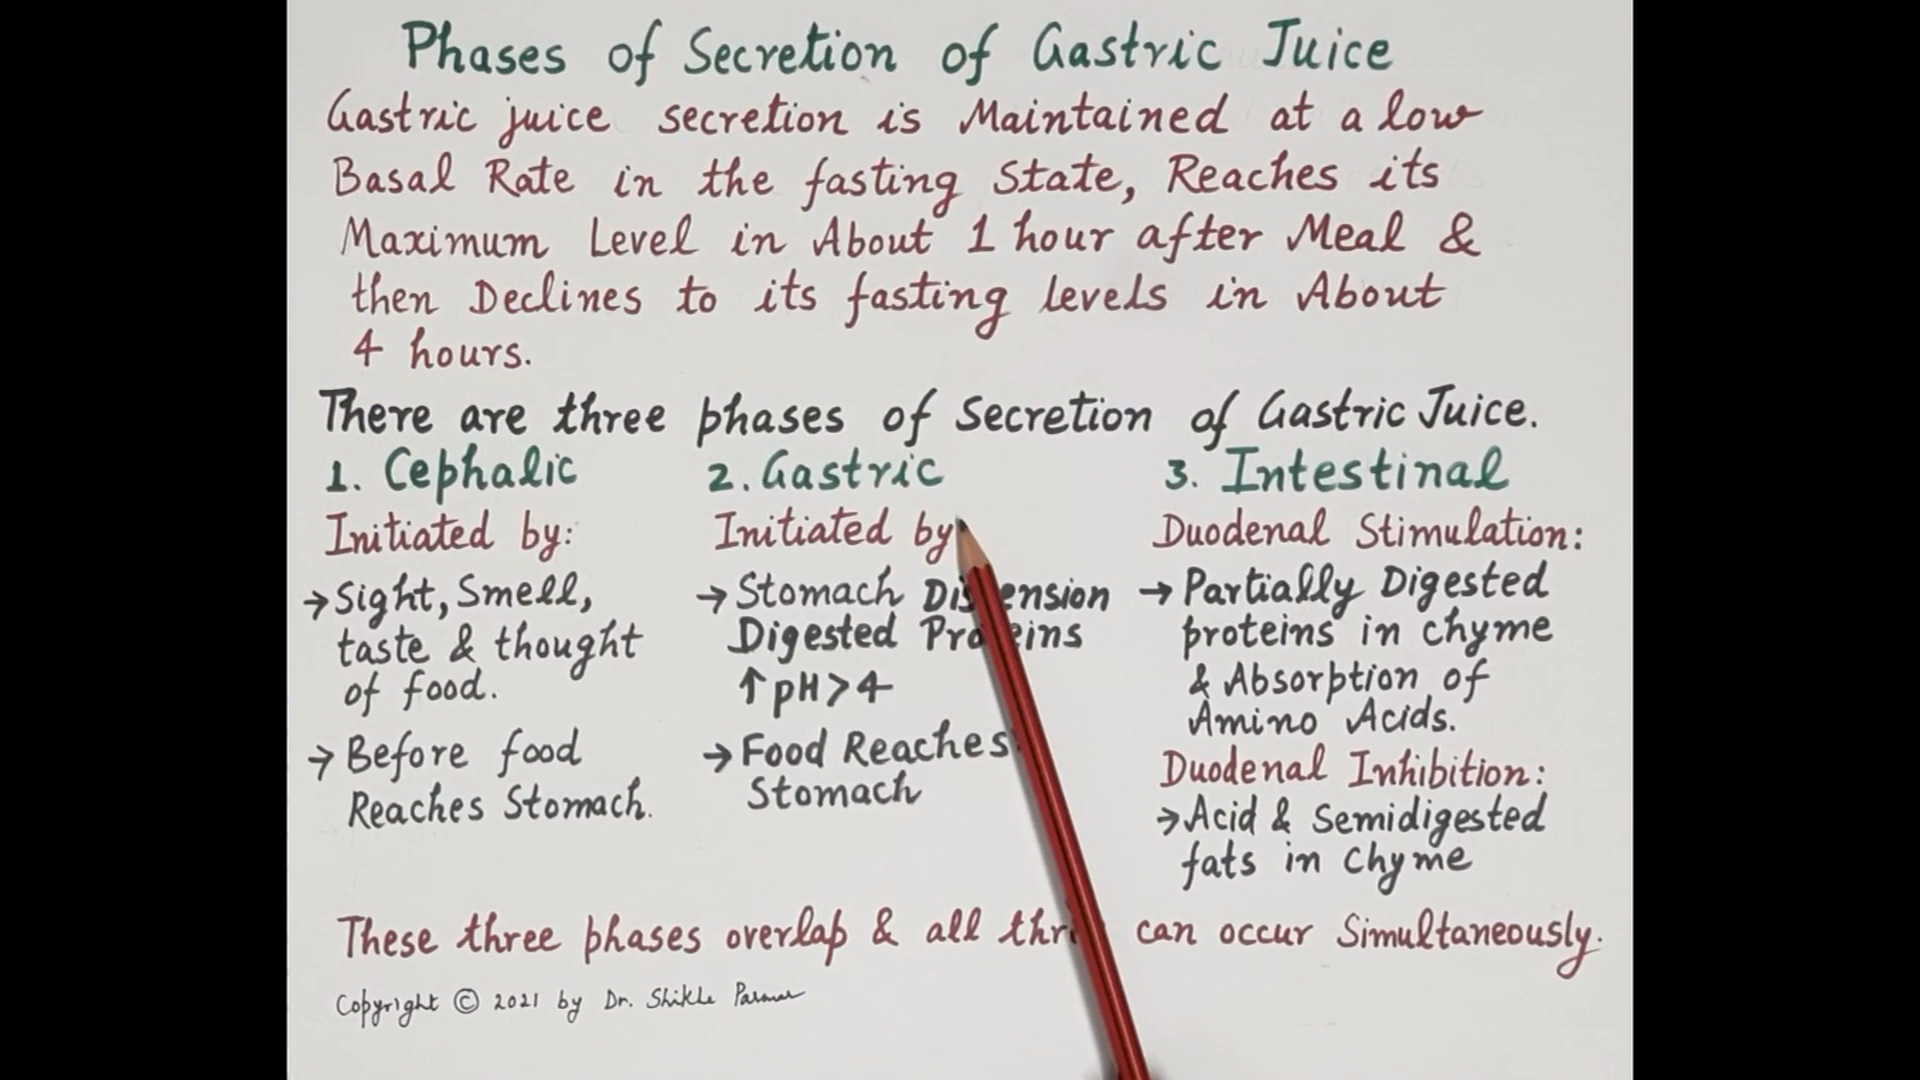 Phases of Secretion of Gastric Juice
Gastric juice secretion is Maintained at a low
Basal Rate in the fasting State, Reaches its
Maximum Level in About 1 hour after Meal &
then Declines to its fasting levels in About
4 hours.
There are three phases of Secretion of Gastric Juice.
1. Cephalic
Initiated by:
→ Sight, Smell,
taste & thought
of food.
→ Before food
Reaches Stomach.
2. Gastric
Initiated by
→ Stomach
Digested
↑ pH > 4
→ Food Reaches
Stomach
3. Intestinal
Duodenal Stimulation:
→ Partially Digested
proteins in chyme
& Absorption of
Amino Acids.
Duodenal Inhibition:
→ Acid & Semidigested
fats in Chyme
These three phases overlap & all can occur Simultaneously.
Copyright © 2021 by Dr.